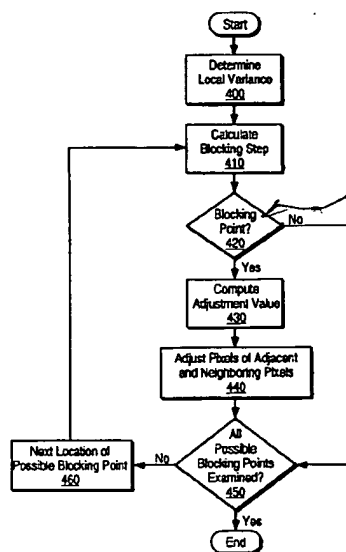 Start
Determine
Local Variance
400
Calculate
Blocking Step
410
Blocking
Point?
420
No
Yes
Compute
Adjustment Value
430
Adjust Pixels of Adjacent
and Neighboring Pixels
440
All
Possible
Blocking Points
Examined?
450
No
Next Location of
Possible Blocking Point
460
Yes
End